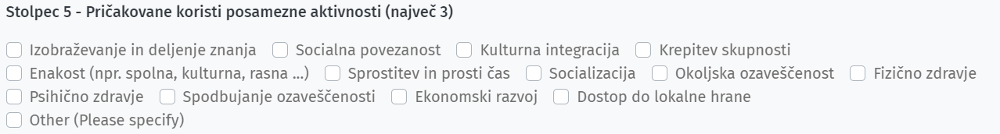 Stolpec 5 - Pričakovane koristi posamezne aktivnosti (največ 3)
Izobraževanje in deljenje znanja Socialna povezanost Kulturna integracija Krepitev skupnosti
Enakost (npr. spolna, kulturna, rasna ...) Sprostitev in prosti čas Socializacija Okoljska ozaveščenost Fizično zdravje
Psihično zdravje Spodbujanje ozaveščenosti Ekonomski razvoj Dostop do lokalne hrane
Other (Please specify)